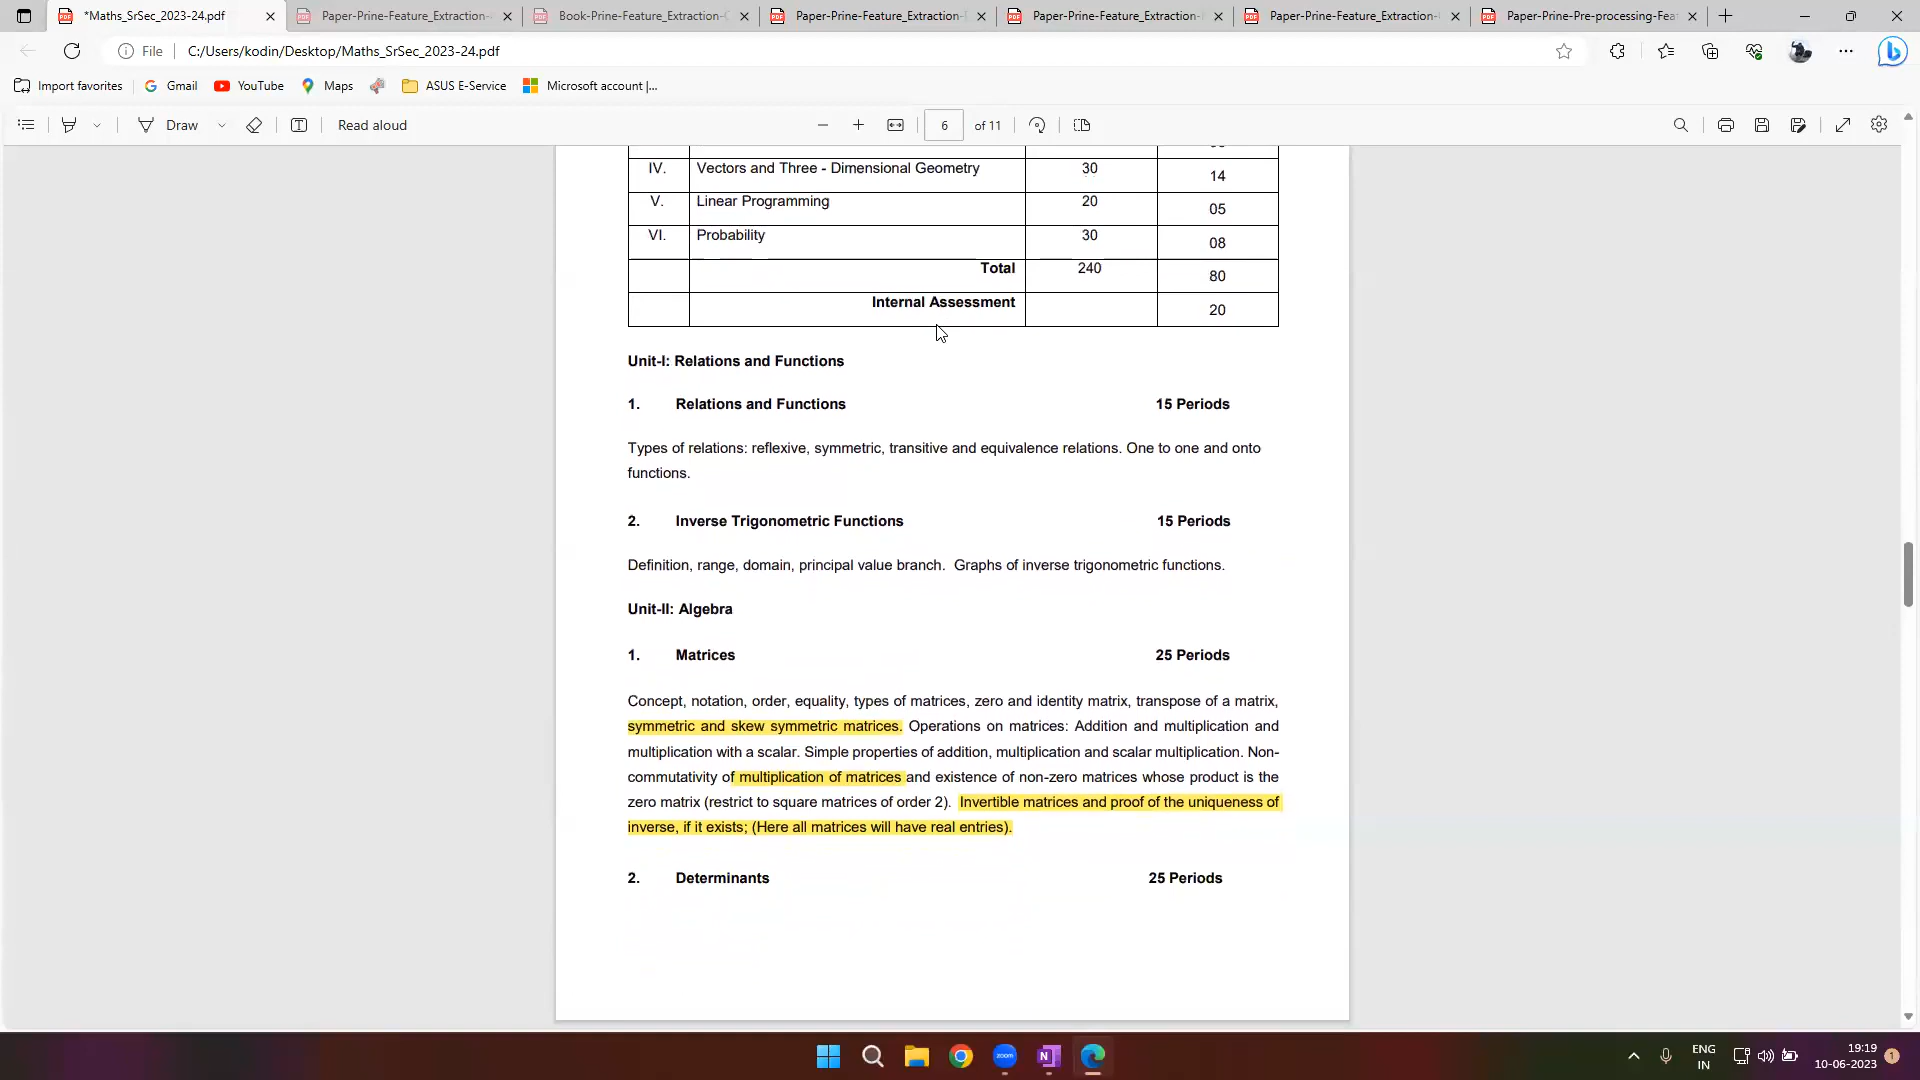 *Maths_SrSec_2023-24.pdf
Paper-Prine-Feature_Extraction-
Book-Prine-Feature_Extraction-
Paper-Prine-Feature_Extraction-
Paper-Prine-Feature_Extraction-
Paper-Prine-Feature_Extraction-
Paper-Prine-Pre-processing-Fea
File C:/Users/kodin/Desktop/Maths_SrSec_2023-24.pdf
Import favorites Gmail YouTube Maps ASUS E-Service Microsoft account |...
Draw Read aloud 6 of 11
IV. Vectors and Three - Dimensional Geometry 30 14
V. Linear Programming 20 05
VI. Probability 30 08
Total 240 80
Internal Assessment 20
Unit-I: Relations and Functions
1. Relations and Functions 15 Periods
Types of relations: reflexive, symmetric, transitive and equivalence relations. One to one and onto
functions.
2. Inverse Trigonometric Functions 15 Periods
Definition, range, domain, principal value branch. Graphs of inverse trigonometric functions.
Unit-II: Algebra
1. Matrices 25 Periods
Concept, notation, order, equality, types of matrices, zero and identity matrix, transpose of a matrix,
symmetric and skew symmetric matrices. Operations on matrices: Addition and multiplication and
multiplication with a scalar. Simple properties of addition, multiplication and scalar multiplication. Non-
commutativity of multiplication of matrices and existence of non-zero matrices whose product is the
zero matrix (restrict to square matrices of order 2). Invertible matrices and proof of the uniqueness of
inverse, if it exists; (Here all matrices will have real entries).
2. Determinants 25 Periods
zoom
N
ENG
IN
19:19
10-06-2023
1